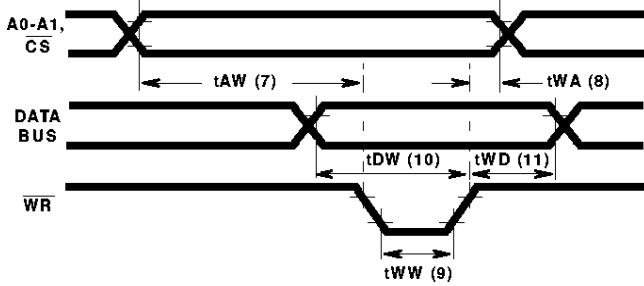 A0-A1,
CS
tAW (7)
tWA (8)
DATA
BUS
tDW (10)
tWD (11)
WR
tWW (9)